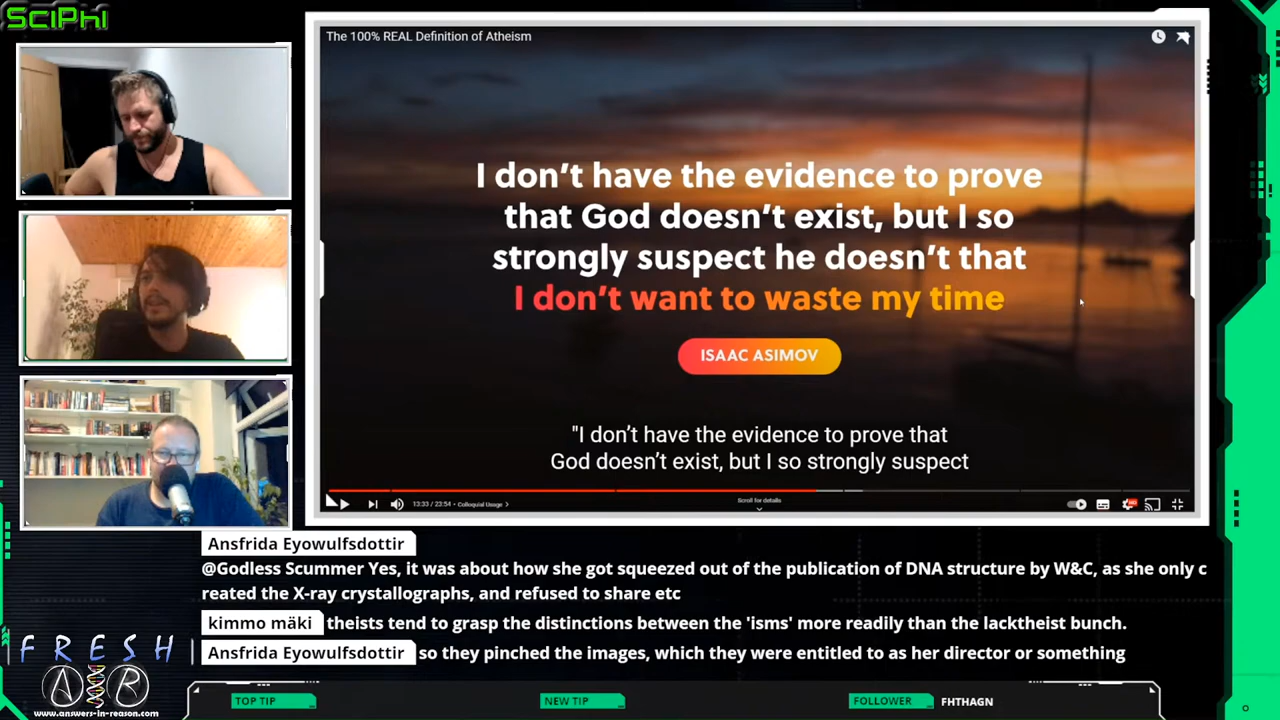 SCIPHI
The 100% REAL Definition of Atheism
I don't have the evidence to prove
that God doesn't exist, but I so
strongly suspect he doesn't that
I don't want to waste my time
ISAAC ASIMOV
"I don't have the evidence to prove that
God doesn't exist, but I so strongly suspect
13:33 / 23:54 • Colloquial Usage >
Scroll for details
Ansfrida Eyowulfsdottir
@Godless Scummer Yes, it was about how she got squeezed out of the publication of DNA structure by W&C, as she only c
reated the X-ray crystallographs, and refused to share etc
kimmo mäki theists tend to grasp the distinctions between the 'isms' more readily than the lacktheist bunch.
Ansfrida Eyowulfsdottir so they pinched the images, which they were entitled to as her director or something
FRESH
A R
www.answers-in-reason.com
TOP TIP
NEW TIP
FOLLOWER FHTHAGN